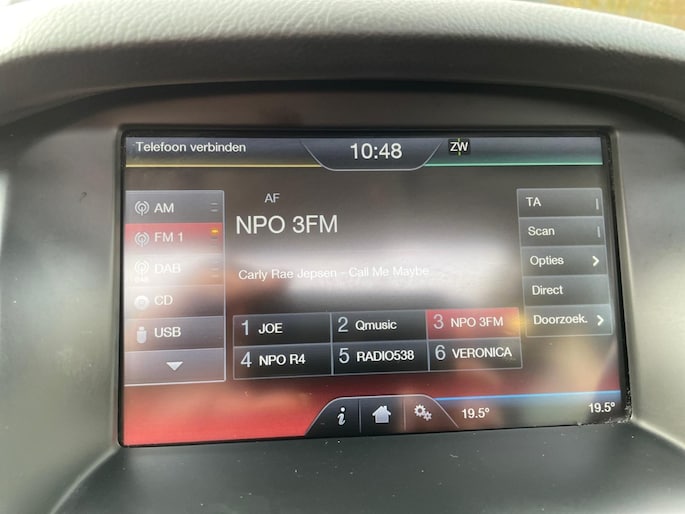 Telefoon verbinden
10:48
ZW
AM
FM 1
DAB
CD
USB
AF
NPO 3FM
Carly Rae Jepsen - Call Me Maybe
1 JOE
2 Qmusic
3 NPO 3FM
4 NPO R4
5 RADIO538
6 VERONICA
TA
Scan
Opties
Direct
Doorzoek.
i
19.5°
19.5°